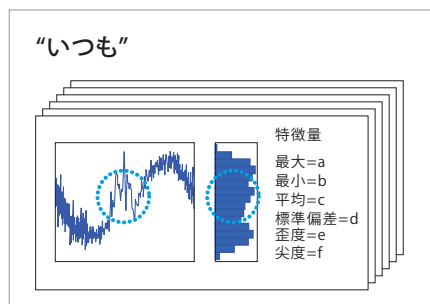 “いつも”
特徴量
最大=a
最小=b
平均=c
標準偏差=d
歪度=e
尖度=f